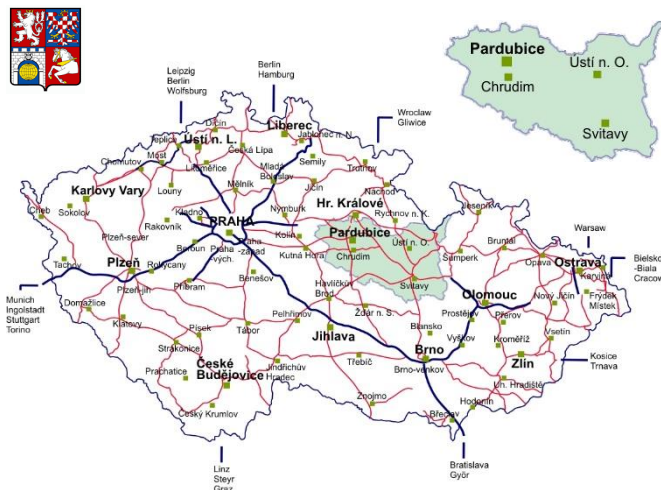 Pardubice
Ústí n. O.
Chrudim
Svitavy
Leipzig
Berlin
Wolfsburg
Berlin
Hamburg
Wroclaw
Gliwice
Děčín
Liberec
Teplice
Ústí n. L.
Jablonec n. N.
Most
Česká Lípa
Chomutov
Litoměřice
Mladá
Boleslav
Semily
Trutnov
Karlovy Vary
Louny
Mělník
Jičín
Náchod
Cheb
Sokolov
Kladno
Nymburk
Hr. Králové
Rychnov n. K.
Jeseník
Rakovník
PRAHA
Kolín
Pardubice
Plzeň-sever
Beroun
Praha
-vých.
Praha
-západ
Kutná Hora
Chrudim
Ústí n. O.
Šumperk
Bruntál
Opava
Ostrava
Karviná
Warsaw
Bielsko
-Biala
Cracow
Tachov
Plzeň
Rokycany
Plzeň-jih
Příbram
Benešov
Havlíčkův
Brod
Svitavy
Olomouc
Nový Jičín
Frýdek
Místek
Munich
Ingolstadt
Stuttgart
Torino
Domažlice
Klatovy
Písek
Tábor
Pelhřimov
Jihlava
Žďár n. S.
Blansko
Prostějov
Přerov
Vyškov
Kroměříž
Vsetín
Strakonice
Prachatice
České
Budějovice
Jindřichův
Hradec
Třebíč
Brno
Brno-venkov
Zlín
Kosice
Trnava
Uh. Hradiště
Český Krumlov
Znojmo
Hodonín
Břeclav
Linz
Steyr
Graz
Bratislava
Györ